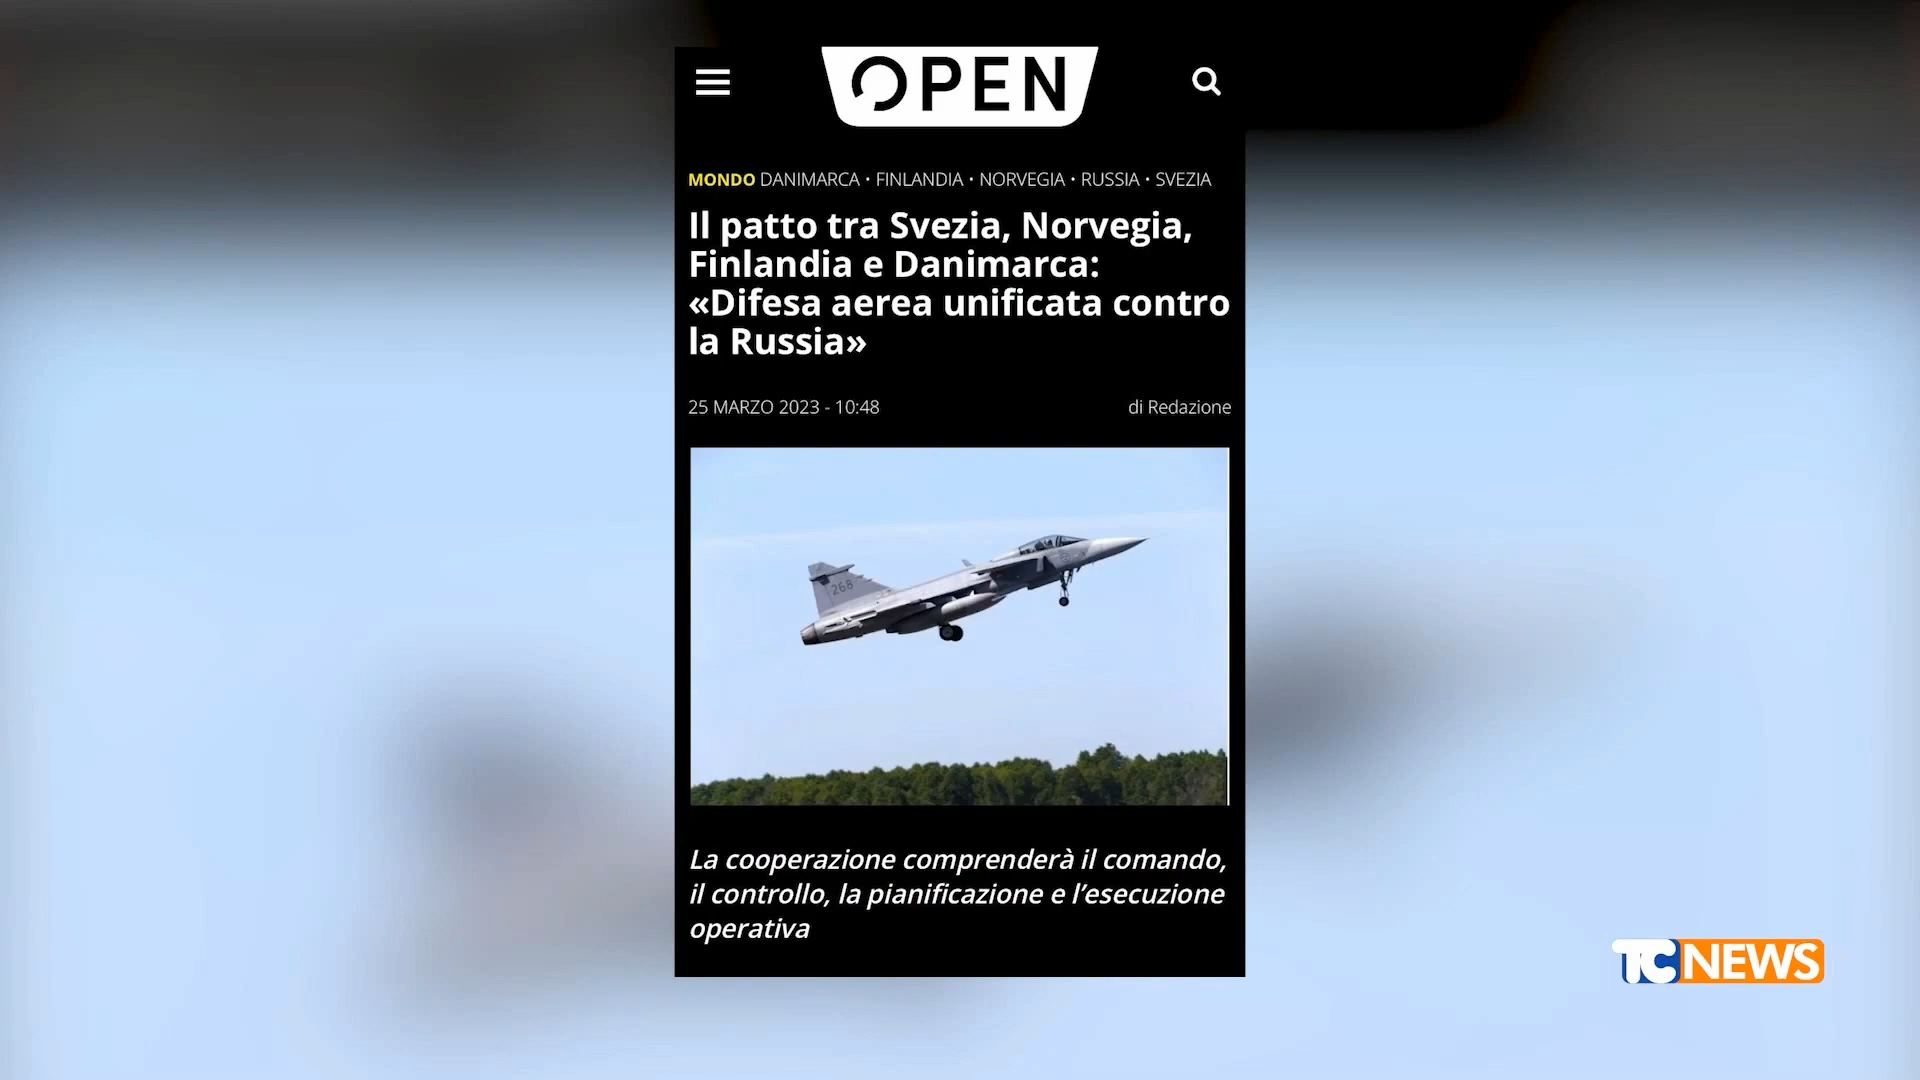 OPEN
MONDO DANIMARCA • FINLANDIA • NORVEGIA • RUSSIA • SVEZIA
Il patto tra Svezia, Norvegia,
Finlandia e Danimarca:
«Difesa aerea unificata contro
la Russia»
25 MARZO 2023 - 10:48
di Redazione
268
La cooperazione comprenderà il comando,
il controllo, la pianificazione e l’esecuzione
operativa
TC NEWS